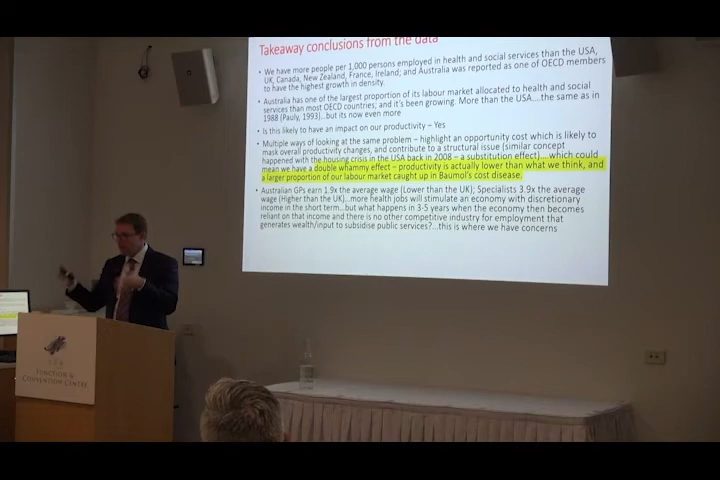 Takeaway conclusions from the data
• We have more people per 1,000 persons employed in health and social services than the USA,
UK, Canada, New Zealand, France, Ireland; and Australia was reported as one of OECD members
to have the highest growth in density.
• Australia has one of the largest proportion of its labour market allocated to health and social
services than most OECD countries; and it's been growing. More than the USA....the same as in
1988 (Pauly, 1993)...but its now even more
• Is this likely to have an impact on our productivity – Yes
• Multiple ways of looking at the same problem – highlight an opportunity cost which is likely to
mask overall productivity changes, and contribute to a structural issue (similar concept
happened with the housing crisis in the USA back in 2008 – a substitution effect)....which could
mean we have a double whammy effect – productivity is actually lower than what we think, and
a larger proportion of our labour market caught up in Baumol's cost disease.
• Australian GPs earn 1.9x the average wage (Lower than the UK); Specialists 3.9x the average
wage (Higher than the UK)...more health jobs will stimulate an economy with discretionary
income in the short term...but what happens in 3-5 years when the economy then becomes
reliant on that income and there is no other competitive industry for employment that
generates wealth/input to subsidise public services?...this is where we have concerns
FUNCTION &
CONVENTION CENTRE